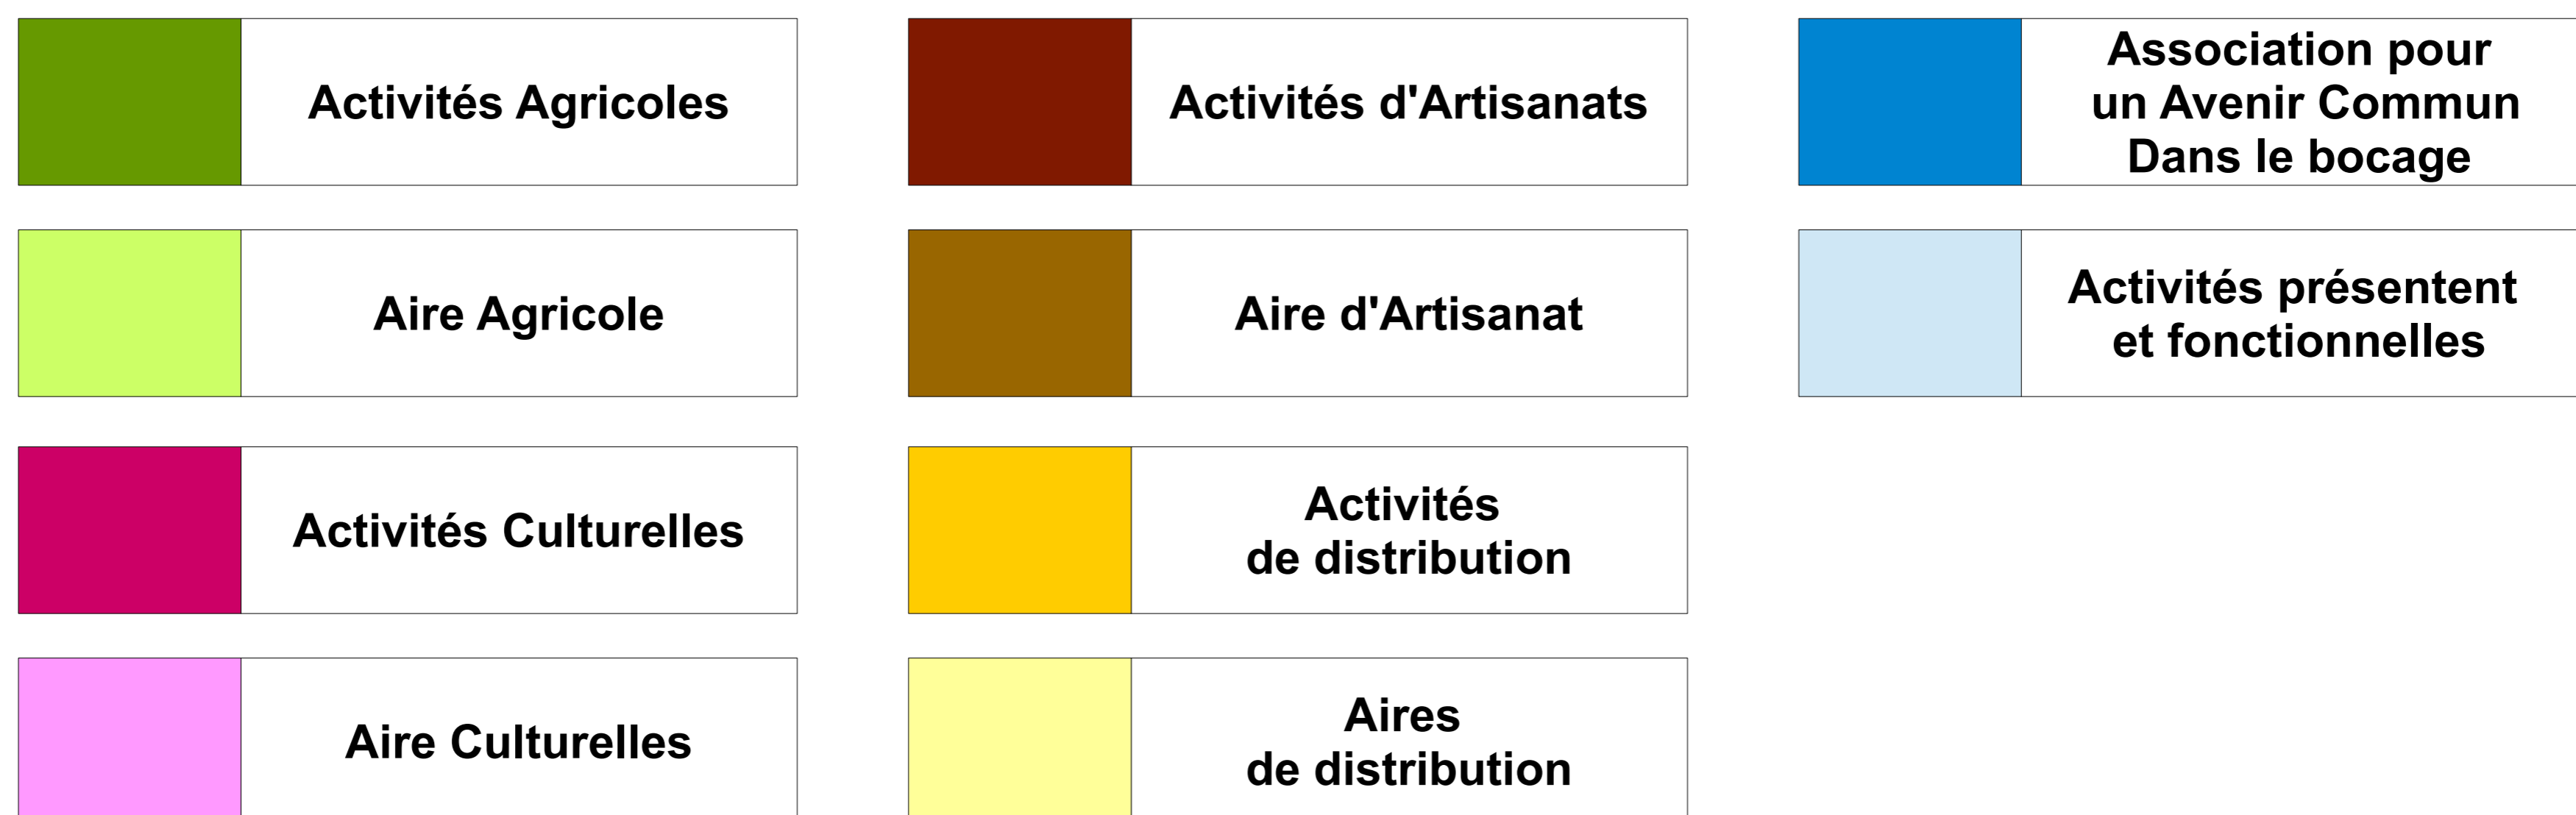 Activités Agricoles
Aire Agricole
Activités Culturelles
Aire Culturelles
Activités d'Artisanats
Aire d'Artisanat
Activités
de distribution
Aires
de distribution
Association pour
un Avenir Commun
Dans le bocage
Activités présentent
et fonctionnelles